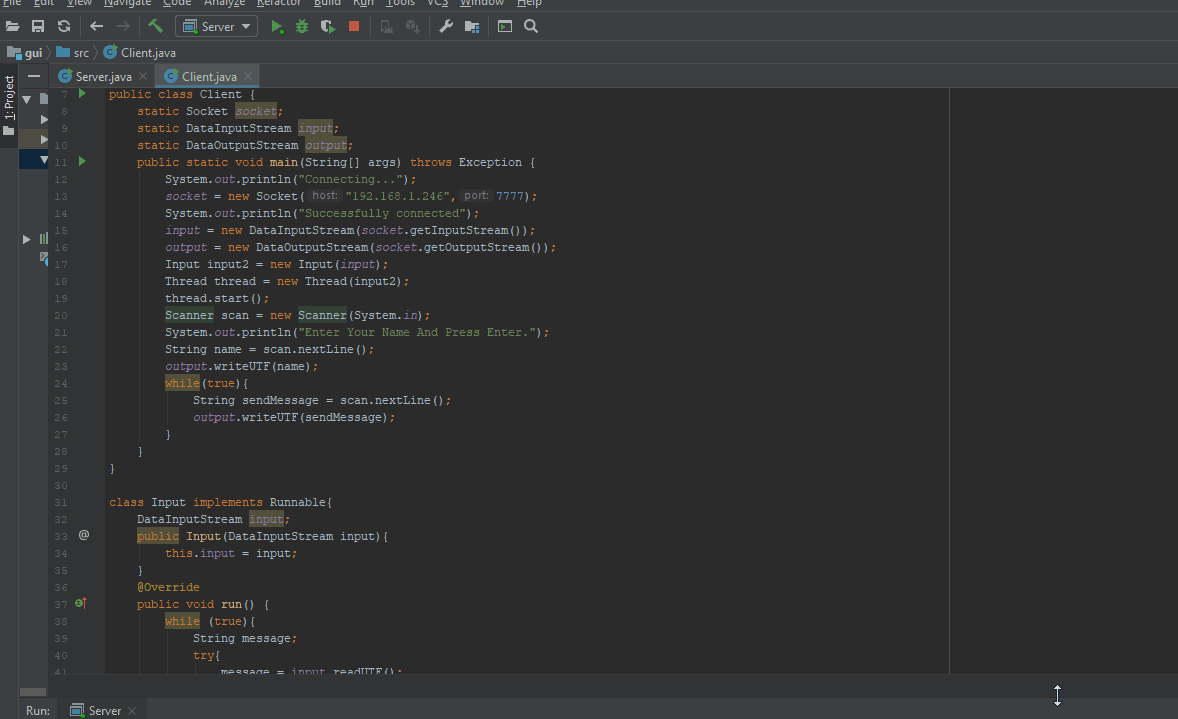 File Edit View Navigate Code Analyze Refactor Build Run Tools VCS Window Help
Server
gui src Client.java
1: Project
Server.java Client.java
7 public class Client {
8 static Socket socket;
9 static DataInputStream input;
10 static DataOutputStream output;
11 public static void main(String[] args) throws Exception {
12 System.out.println("Connecting...");
13 socket = new Socket( host: "192.168.1.246", port: 7777);
14 System.out.println("Successfully connected");
15 input = new DataInputStream(socket.getInputStream());
16 output = new DataOutputStream(socket.getOutputStream());
17 Input input2 = new Input(input);
18 Thread thread = new Thread(input2);
19 thread.start();
20 Scanner scan = new Scanner(System.in);
21 System.out.println("Enter Your Name And Press Enter.");
22 String name = scan.nextLine();
23 output.writeUTF(name);
24 while(true){
25 String sendMessage = scan.nextLine();
26 output.writeUTF(sendMessage);
27 }
28 }
29 }
30
31 class Input implements Runnable{
32 DataInputStream input;
33 @ public Input(DataInputStream input){
34 this.input = input;
35 }
36 @Override
37 public void run() {
38 while (true){
39 String message;
40 try{
41 message = input.readUTF();
Run: Server